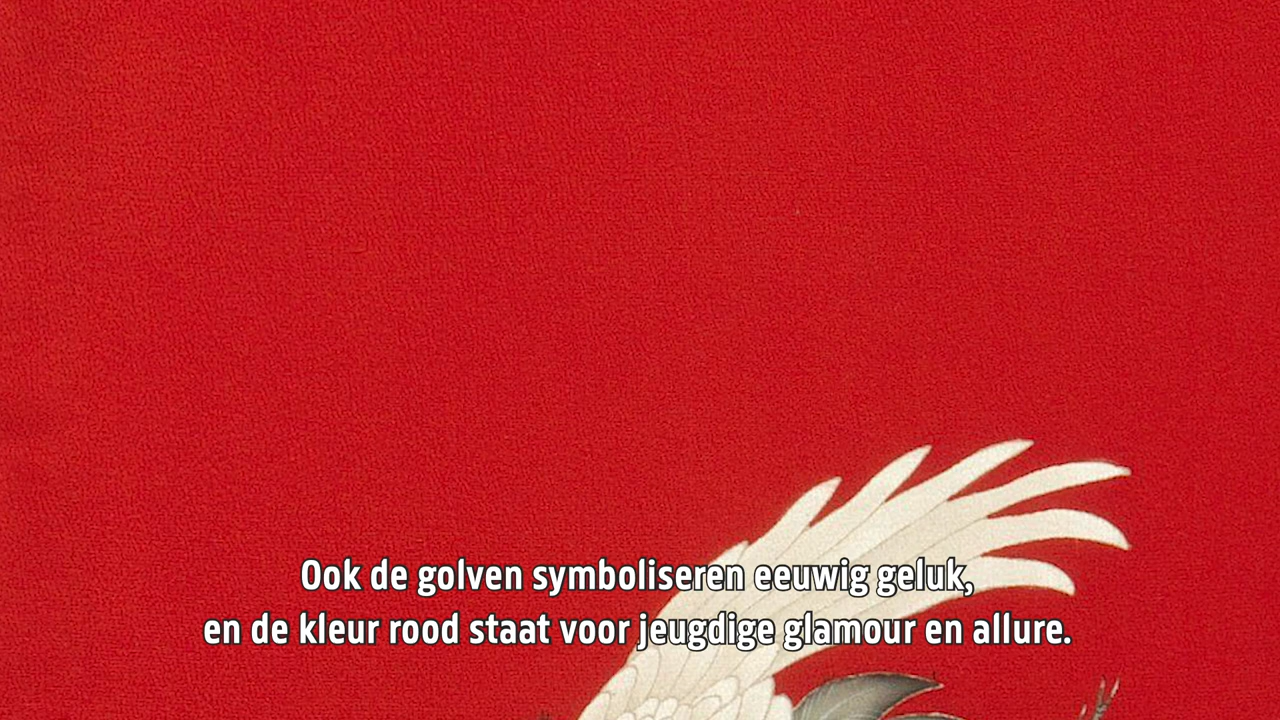 Ook de golven symboliseren eeuwig geluk,
en de kleur rood staat voor jeugdige glamour en allure.